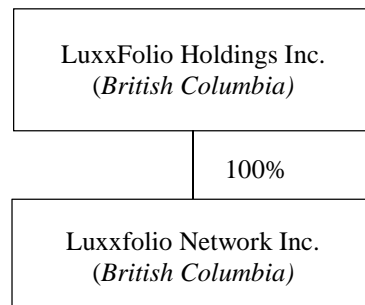 LuxxFolio Holdings Inc.
(British Columbia)
100%
Luxxfolio Network Inc.
(British Columbia)